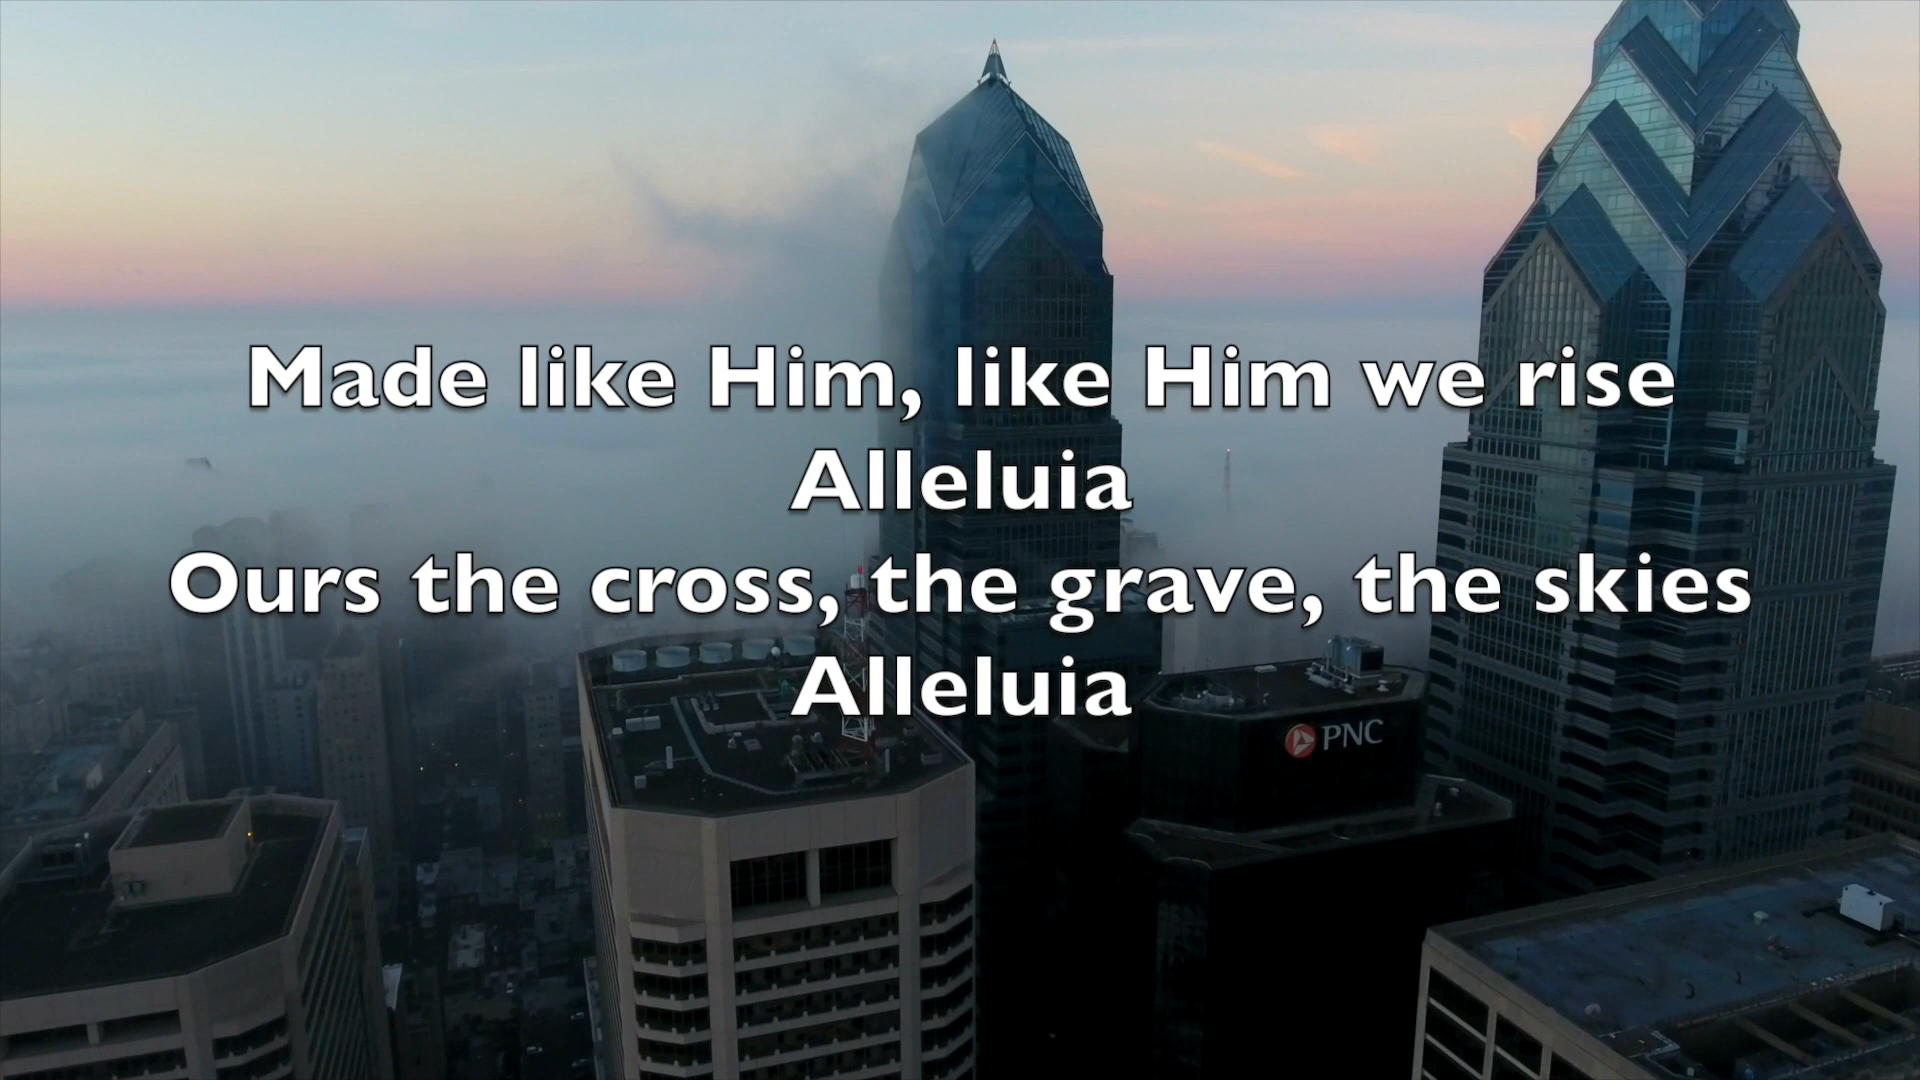 Made like Him, like Him we rise
Alleluia
Ours the cross, the grave, the skies
Alleluia
PNC